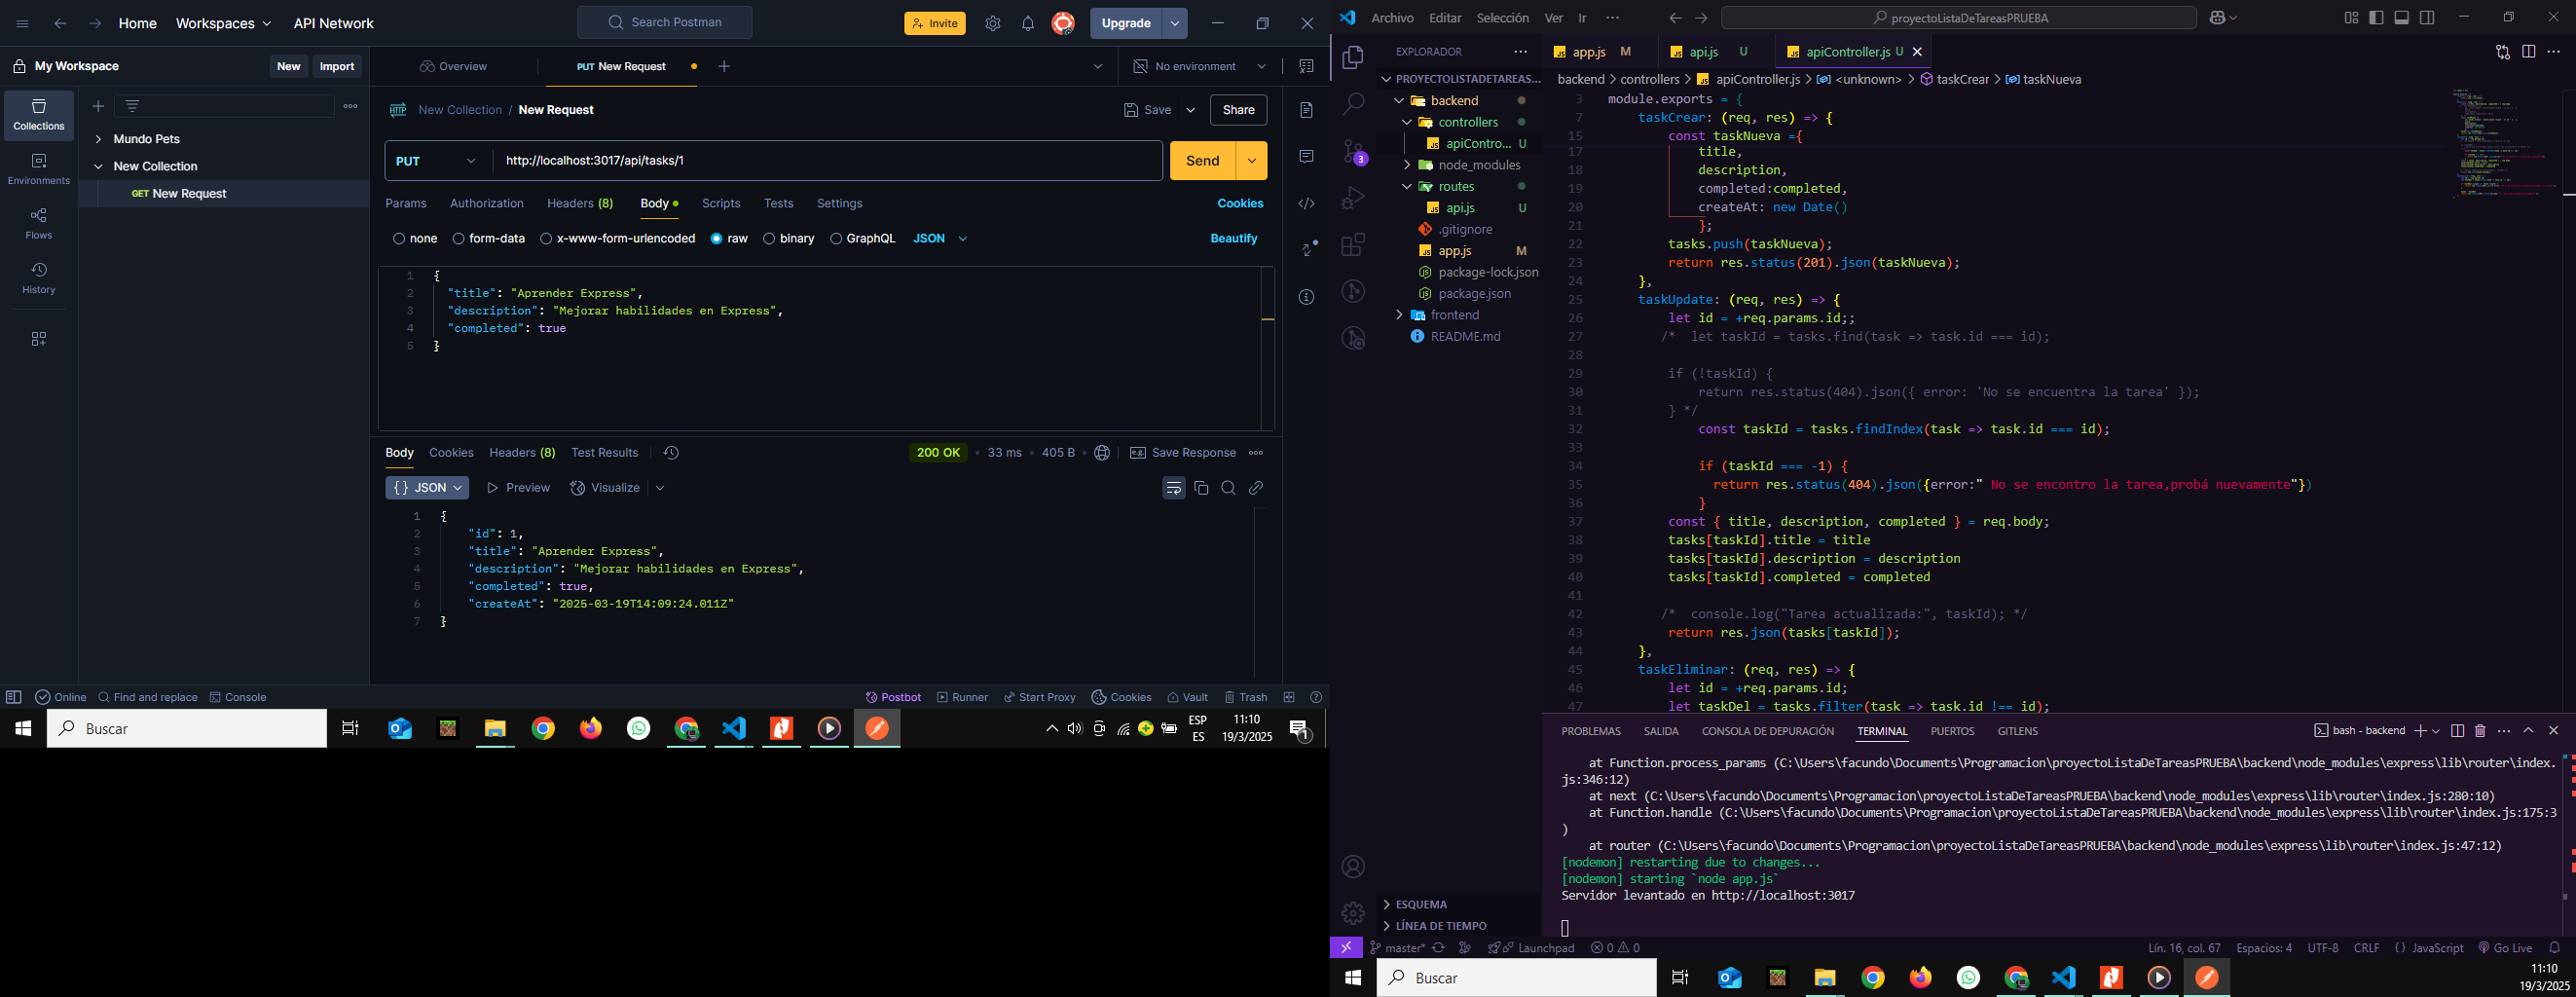 Home Workspaces API Network Search Postman Invite Upgrade
My Workspace New Import Overview PUT New Request No environment
Collections
Environments
Flows
History
Mundo Pets
New Collection
GET New Request
HTTP New Collection / New Request Save Share
PUT http://localhost:3017/api/tasks/1 Send
Params Authorization Headers (8) Body Scripts Tests Settings Cookies
none form-data x-www-form-urlencoded raw binary GraphQL JSON Beautify
1 {
2 "title": "Aprender Express",
3 "description": "Mejorar habilidades en Express",
4 "completed": true
5 }
Body Cookies Headers (8) Test Results 200 OK 33 ms 405 B Save Response
{} JSON Preview Visualize
1 {
2 "id": 1,
3 "title": "Aprender Express",
4 "description": "Mejorar habilidades en Express",
5 "completed": true,
6 "createAt": "2025-03-19T14:09:24.011Z"
7 }
Online Find and replace Console Postbot Runner Start Proxy Cookies Vault Trash
Buscar ESP ES 11:10 19/3/2025 1
Archivo Editar Selección Ver Ir ··· proyectoListaDeTareasPRUEBA
EXPLORADOR ···
PROYECTOLISTADETAREAS...
backend
controllers
apiContro... U
node_modules
routes
api.js U
.gitignore
app.js M
package-lock.json
package.json
frontend
README.md
ESQUEMA
LÍNEA DE TIEMPO
3
app.js M api.js U apiController.js U
backend > controllers > apiController.js > <unknown> > taskCrear > taskNueva
3 module.exports = {
7 taskCrear: (req, res) => {
15 const taskNueva ={
17 title,
18 description,
19 completed:completed,
20 createAt: new Date()
21 };
22 tasks.push(taskNueva);
23 return res.status(201).json(taskNueva);
24 },
25 taskUpdate: (req, res) => {
26 let id = +req.params.id;;
27 /* let taskId = tasks.find(task => task.id === id);
28
29 if (!taskId) {
30 return res.status(404).json({ error: 'No se encuentra la tarea' });
31 } */
32 const taskId = tasks.findIndex(task => task.id === id);
33
34 if (taskId === -1) {
35 return res.status(404).json({error:" No se encontro la tarea,probá nuevamente"})
36 }
37 const { title, description, completed } = req.body;
38 tasks[taskId].title = title
39 tasks[taskId].description = description
40 tasks[taskId].completed = completed
41
42 /* console.log("Tarea actualizada:", taskId); */
43 return res.json(tasks[taskId]);
44 },
45 taskEliminar: (req, res) => {
46 let id = +req.params.id;
47 let taskDel = tasks.filter(task => task.id !== id);
PROBLEMAS SALIDA CONSOLA DE DEPURACIÓN TERMINAL PUERTOS GITLENS bash - backend
at Function.process_params (C:\Users\facundo\Documents\Programacion\proyectoListaDeTareasPRUEBA\backend\node_modules\express\lib\router\index.
js:346:12)
at next (C:\Users\facundo\Documents\Programacion\proyectoListaDeTareasPRUEBA\backend\node_modules\express\lib\router\index.js:280:10)
at Function.handle (C:\Users\facundo\Documents\Programacion\proyectoListaDeTareasPRUEBA\backend\node_modules\express\lib\router\index.js:175:3
)
at router (C:\Users\facundo\Documents\Programacion\proyectoListaDeTareasPRUEBA\backend\node_modules\express\lib\router\index.js:47:12)
[nodemon] restarting due to changes...
[nodemon] starting `node app.js`
Servidor levantado en http://localhost:3017
master* Launchpad 0 0 Lín. 16, col. 67 Espacios: 4 UTF-8 CRLF {} JavaScript Go Live
Buscar 11:10 19/3/2025